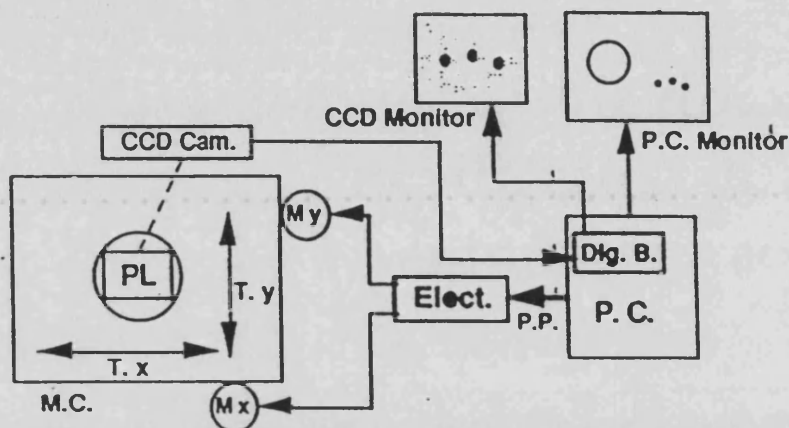 CCD Monitor
P.C. Monitor
CCD Cam.
M y
Dig. B.
PL
T. y
Elect.
P.P.
P. C.
T. x
M.C.
M x